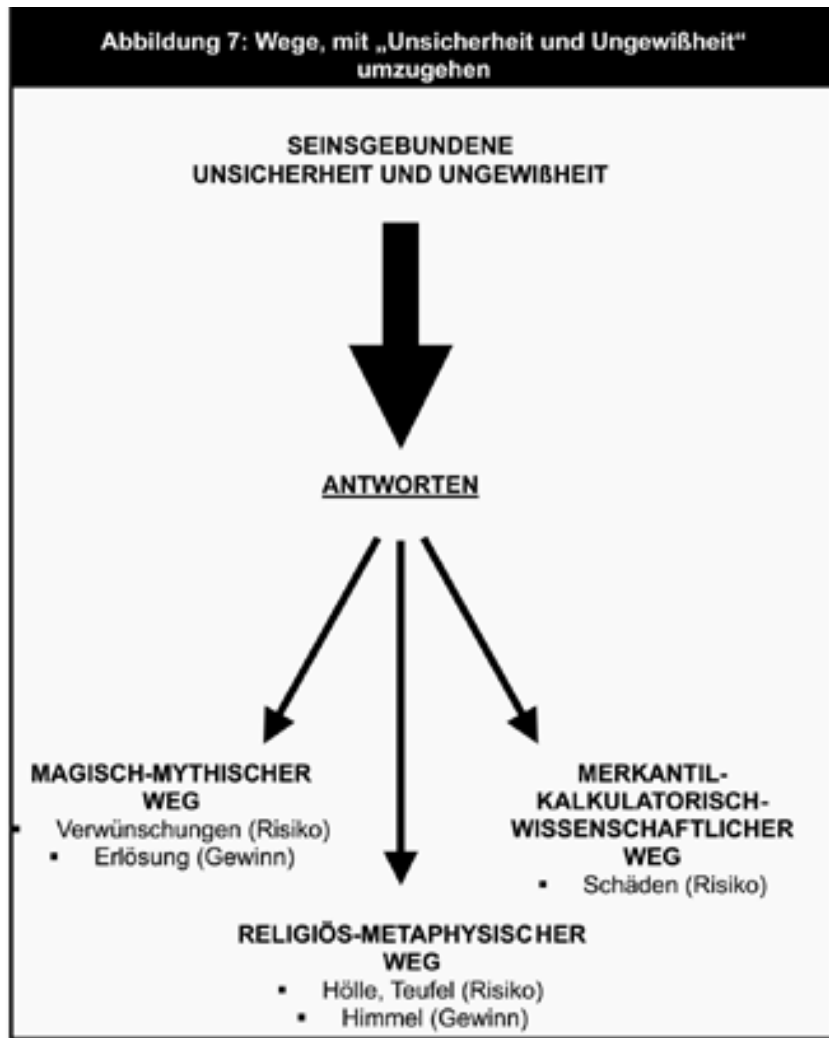 Abbildung 7: Wege, mit „Unsicherheit und Ungewißheit“
umzugehen
SEINSGEBUNDENE
UNSICHERHEIT UND UNGEWIßHEIT
ANTWORTEN
MAGISCH-MYTHISCHER
WEG
▪ Verwünschungen (Risiko)
▪ Erlösung (Gewinn)
MERKANTIL-
KALKULATORISCH-
WISSENSCHAFTLICHER
WEG
▪ Schäden (Risiko)
RELIGIÖS-METAPHYSISCHER
WEG
▪ Hölle, Teufel (Risiko)
▪ Himmel (Gewinn)